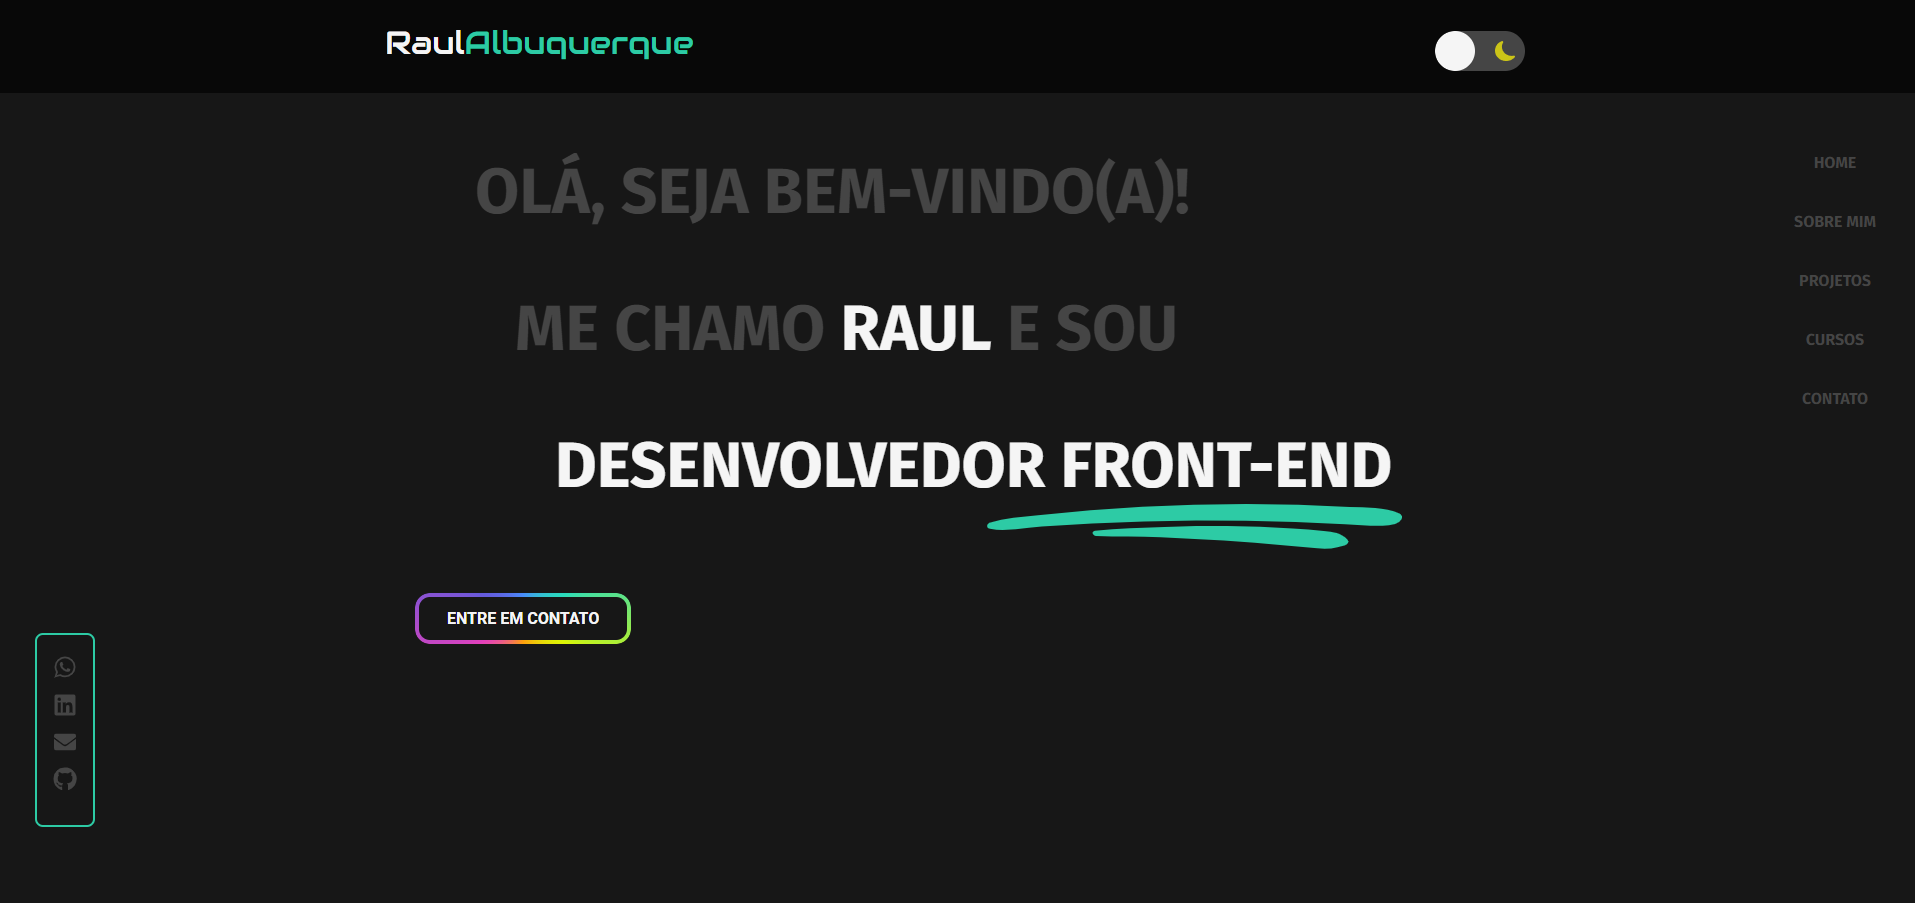 RaulAlbuquerque
OLÁ, SEJA BEM-VINDO(A)!
ME CHAMO RAUL E SOU
DESENVOLVEDOR FRONT-END
ENTRE EM CONTATO
HOME
SOBRE MIM
PROJETOS
CURSOS
CONTATO